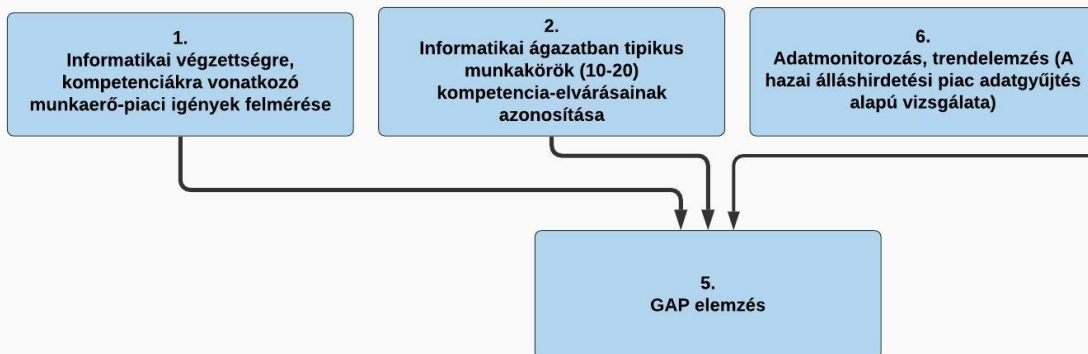 1.
Informatikai végzettségre,
kompetenciákra vonatkozó
munkaerő-piaci igények felmérése
2.
Informatikai ágazatban tipikus
munkakörök (10-20)
kompetencia-elvárásainak
azonosítása
6.
Adatmonitorozás, trendelemzés (A
hazai álláshirdetési piac adatgyűjtés
alapú vizsgálata)
5.
GAP elemzés